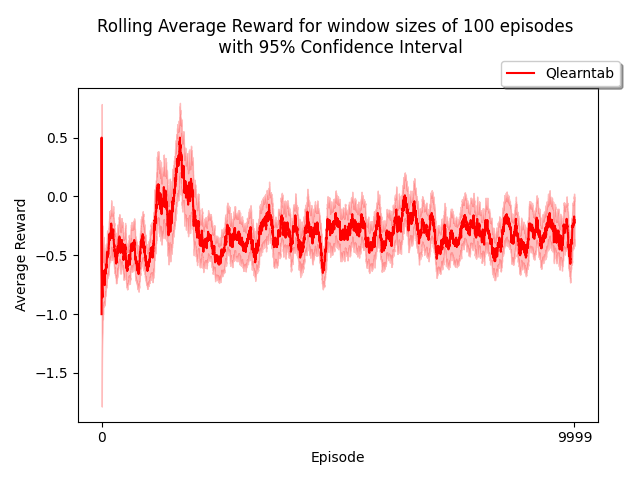 Rolling Average Reward for window sizes of 100 episodes
with 95% Confidence Interval
Qlearntab
0.5
0.0
−0.5
−1.0
−1.5
Average Reward
0 9999
Episode